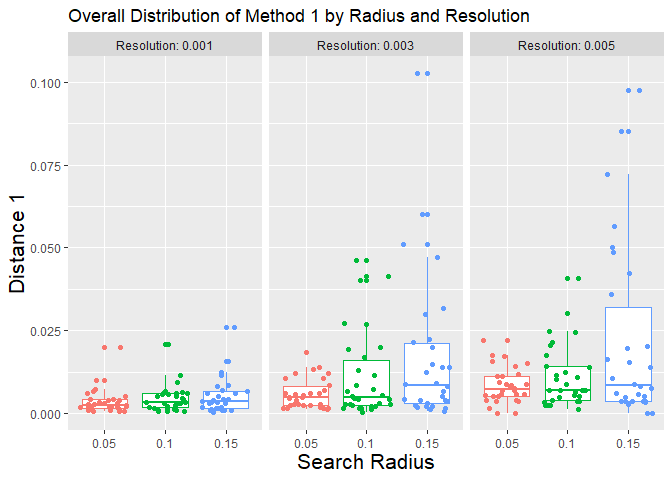 Overall Distribution of Method 1 by Radius and Resolution
Resolution: 0.001 Resolution: 0.003 Resolution: 0.005
0.100
0.075
0.050
0.025
0.000
Distance 1
0.05 0.1 0.15 0.05 0.1 0.15 0.05 0.1 0.15
Search Radius